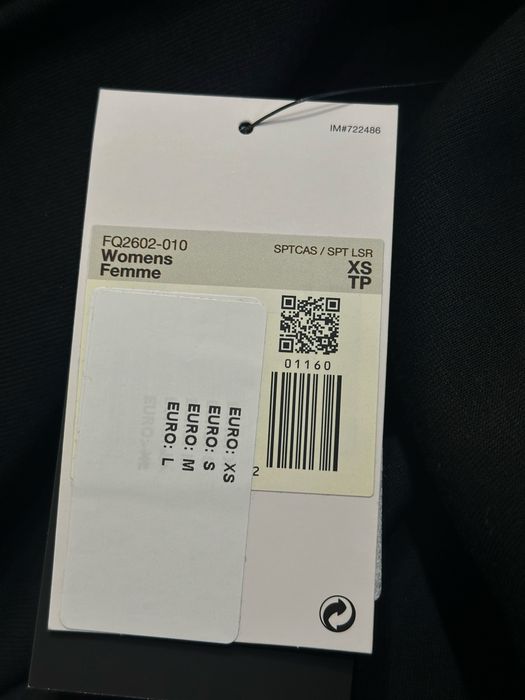 IM#722486
FQ2602-010
SPTCAS / SPT LSR
Womens
XS
Femme
TP
01160
2
EURO: XS
EURO: S
EURO: M
EURO: L